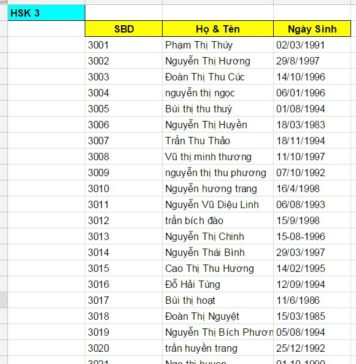 HSK 3
SBD Họ & Tên Ngày Sinh
3001 Phạm Thị Thúy 02/03/1991
3002 Nguyễn Thị Hương 29/8/1997
3003 Đoàn Thị Thu Cúc 14/10/1996
3004 nguyễn thị ngọc 06/01/1996
3005 Bùi thị thu thuỳ 01/08/1994
3006 Nguyễn Thị Huyền 18/03/1983
3007 Trần Thu Thảo 18/11/1994
3008 Vũ thị minh thương 11/10/1997
3009 nguyễn thị thu phương 07/10/1992
3010 Nguyễn hương trang 16/4/1998
3011 Nguyễn Vũ Diệu Linh 06/08/1993
3012 trần bích đào 15/9/1998
3013 Nguyễn Thị Chinh 15-08-1996
3014 Nguyễn Thái Bình 29/03/1997
3015 Cao Thị Thu Hương 14/02/1995
3016 Đỗ Hải Tùng 12/09/1994
3017 Bùi thị hoạt 11/6/1986
3018 Đoàn Thị Nguyệt 15/03/1985
3019 Nguyễn Thị Bích Phươn 05/08/1994
3020 trần huyền trang 25/12/1992